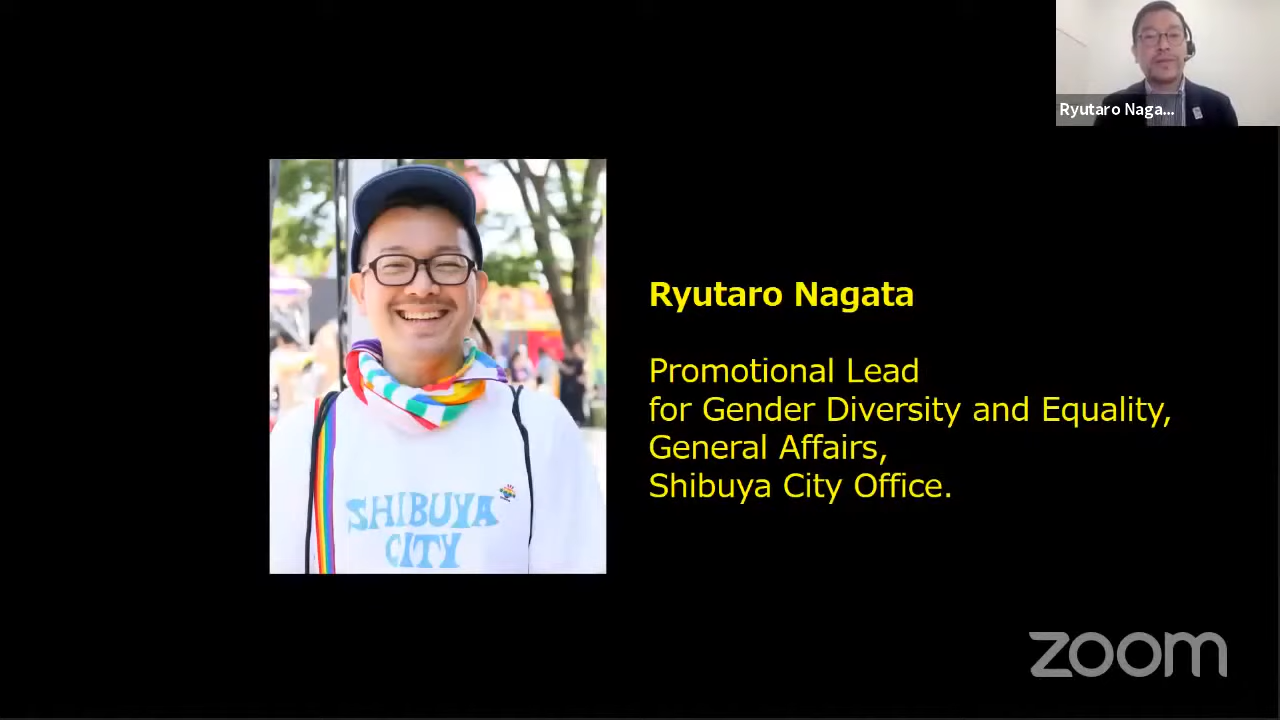 Ryutaro Naga...
Ryutaro Nagata
Promotional Lead
for Gender Diversity and Equality,
General Affairs,
Shibuya City Office.
SHIBUYA
CITY
zoom